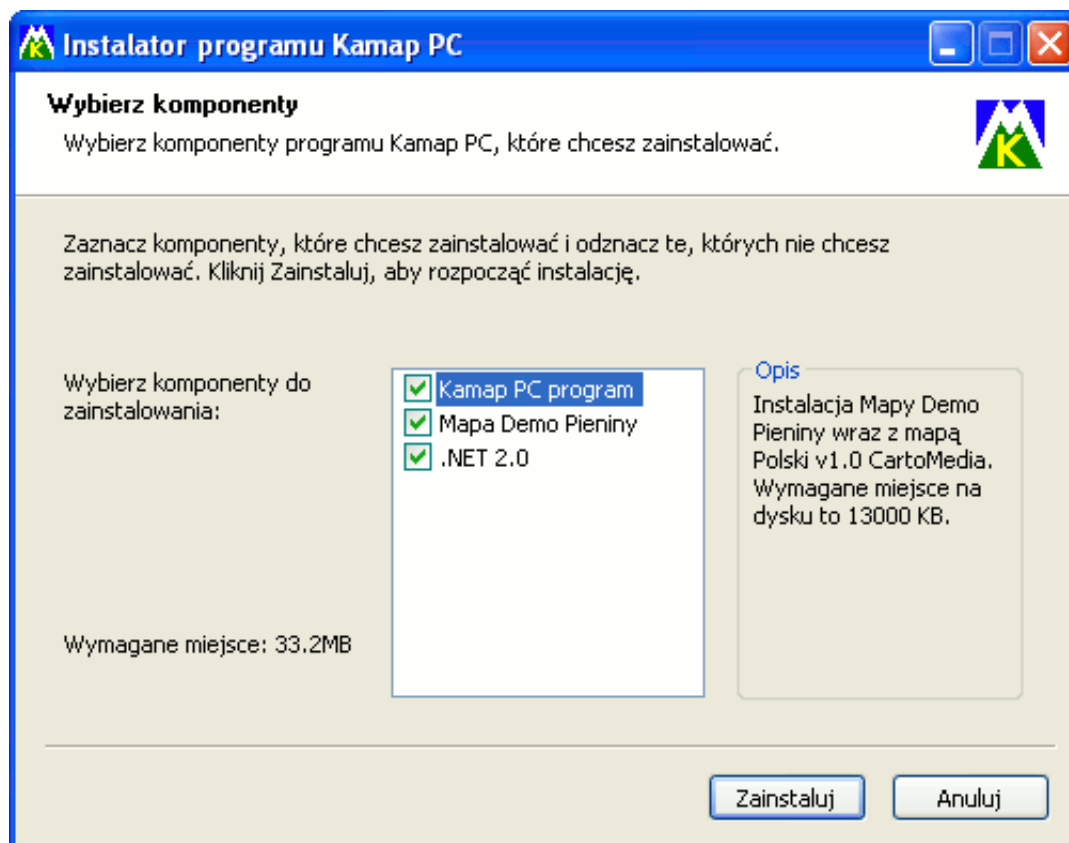 Instalator programu Kamap PC
Wybierz komponenty
Wybierz komponenty programu Kamap PC, które chcesz zainstalować.
K
Zaznacz komponenty, które chcesz zainstalować i odznacz te, których nie chcesz
zainstalować. Kliknij Zainstaluj, aby rozpocząć instalację.
Wybierz komponenty do
zainstalowania:
Kamap PC program
Mapa Demo Pieniny
.NET 2.0
Opis
Instalacja Mapy Demo
Pieniny wraz z mapą
Polski v1.0 CartoMedia.
Wymagane miejsce na
dysku to 13000 KB.
Wymagane miejsce: 33.2MB
Zainstaluj
Anuluj